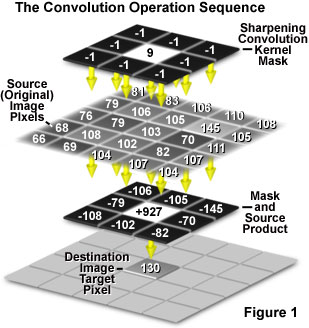 The Convolution Operation Sequence
-1 -1 -1
-1 9 -1
-1 -1 -1
Sharpening
Convolution
Kernel
Mask
Source
(Original)
Image
Pixels
81 83 106 110 108
79 106 105 145 105
76 79 103 70 111
68 108 102 82 107
66 69 104 107 104
-106 -105 -145
-79 +927 -70
-108 -102 -82
Mask
and
Source
Product
Destination
Image
Target
Pixel
130
Figure 1